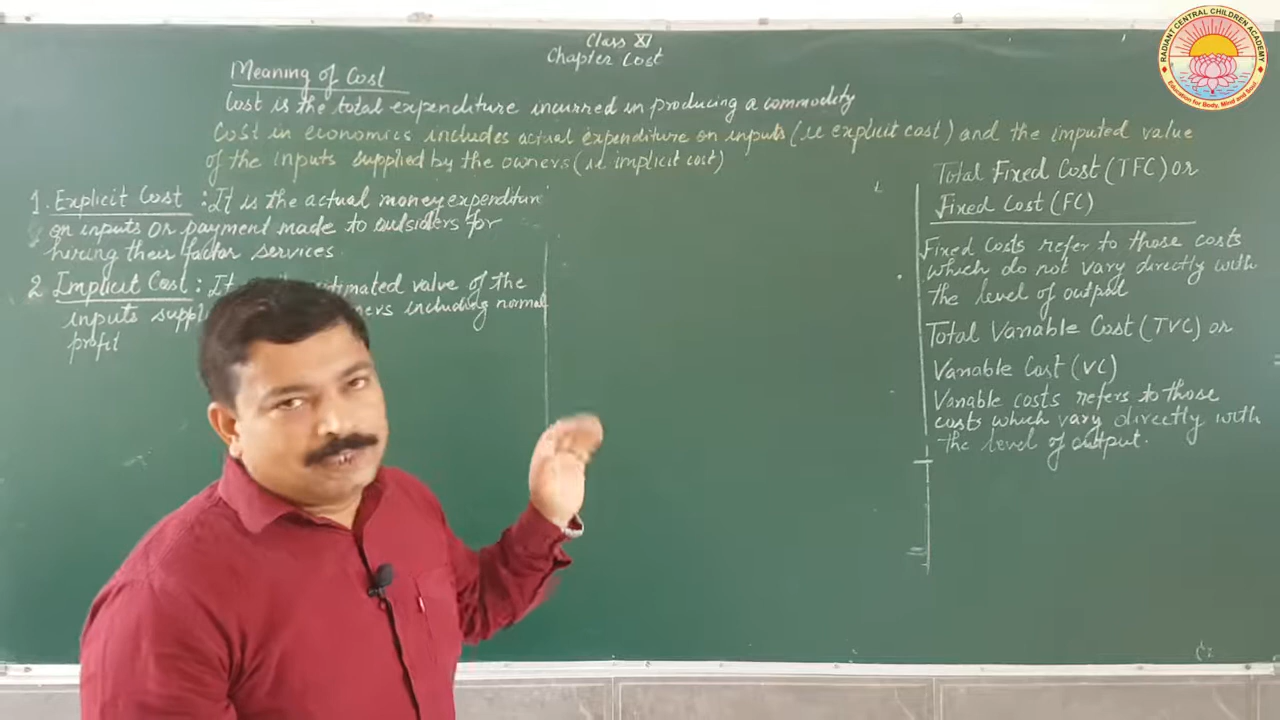 Class XI
Chapter Cost
Meaning of Cost
Cost is the total expenditure incurred in producing a commodity
Cost in economics includes actual expenditure on inputs (ie explicit cost) and the imputed value
of the inputs supplied by the owners (i.e. implicit cost)
1. Explicit Cost : It is the actual money expenditure
on inputs or payment made to outsiders for
hiring their factor services
2 Implicit Cost : It estimated value of the
inputs including normal
profit
Total Fixed Cost (TFC) or
Fixed Cost (FC)
Fixed costs refer to those costs
which do not vary directly with
the level of output
Total Variable Cost (TVC) or
Variable Cost (VC)
Variable costs refers to those
costs which vary directly with
the level of output.
RADIANT CENTRAL CHILDREN ACADEMY
Education for Body, Mind and Soul